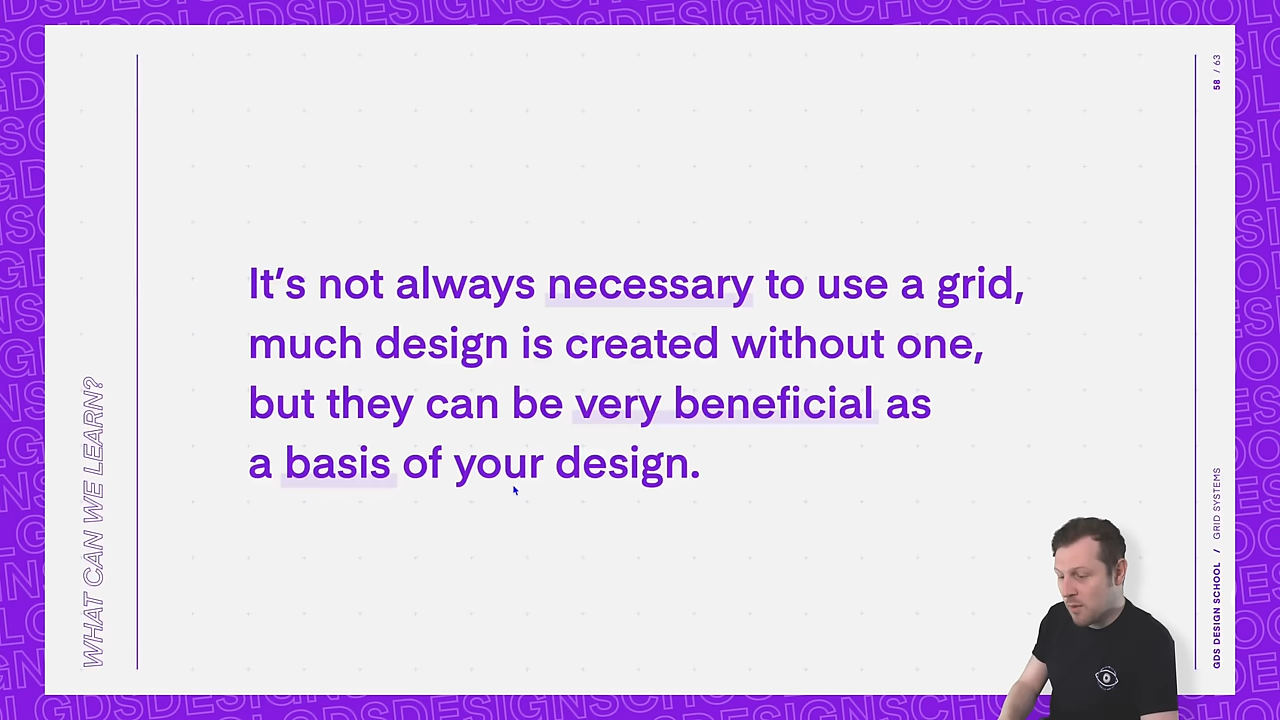 It’s not always necessary to use a grid,
much design is created without one,
but they can be very beneficial as
a basis of your design.
WHAT CAN WE LEARN?
58 / 63
GDS DESIGN SCHOOL / GRID SYSTEMS